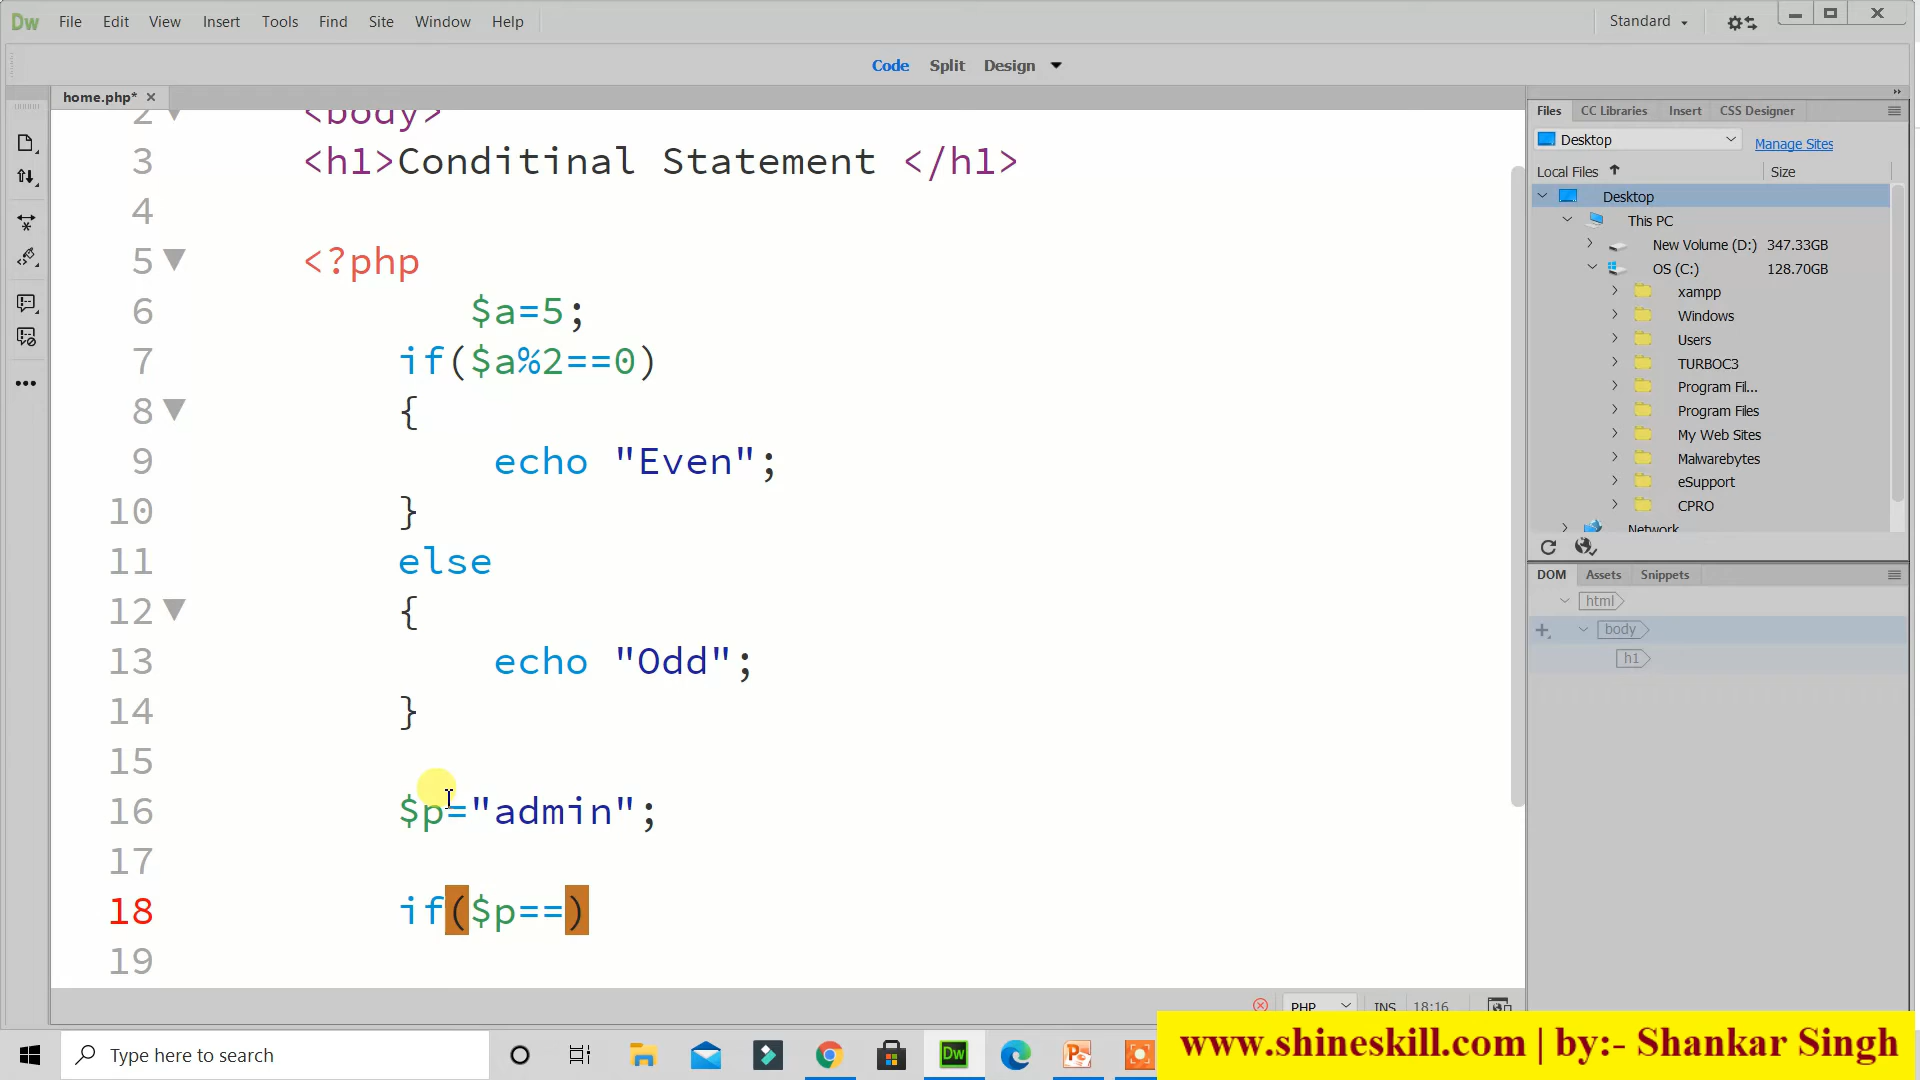 Dw File Edit View Insert Tools Find Site Window Help Standard
Code Split Design
home.php*
Files CC Libraries Insert CSS Designer
Desktop Manage Sites
Local Files Size
Desktop
This PC
New Volume (D:) 347.33GB
OS (C:) 128.70GB
xampp
Windows
Users
TURBOC3
Program Fil...
Program Files
My Web Sites
Malwarebytes
eSupport
CPRO
Network
DOM Assets Snippets
html
body
h1
2 <body>
3 <h1>Conditinal Statement </h1>
4
5 <?php
6 $a=5;
7 if($a%2==0)
8 {
9 echo "Even";
10 }
11 else
12 {
13 echo "Odd";
14 }
15
16 $p="admin";
17
18 if($p==)
19
PHP INS 18:16
Type here to search
Dw
www.shineskill.com | by:- Shankar Singh